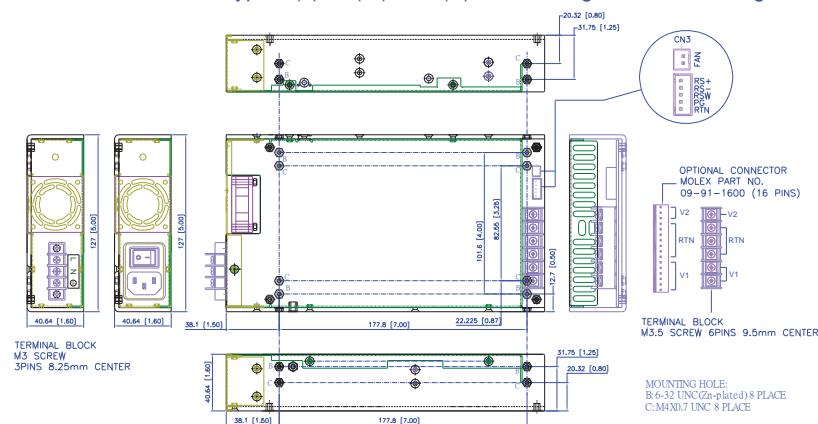 20.32 [0.80]
31.75 [1.25]
CN3
FAN
RS+
RS-
RSW
PG
RTN
C
B
B
C
127 [5.00]
127 [5.00]
L
N
40.64 [1.60]
40.64 [1.60]
TERMINAL BLOCK
M3 SCREW
3PINS 8.25mm CENTER
B
C
101.6 [4.00]
82.55 [3.25]
12.7 [0.50]
C
B
C
B
22.225 [0.87]
38.1 [1.50]
177.8 [7.00]
OPTIONAL CONNECTOR
MOLEX PART NO.
09-91-1600 (16 PINS)
V2
RTN
V1
V2
RTN
V1
TERMINAL BLOCK
M3.5 SCREW 6PINS 9.5mm CENTER
31.75 [1.25]
20.32 [0.80]
B
C
B
C
40.64 [1.60]
38.1 [1.50]
177.8 [7.00]
MOUNTING HOLE:
B:6-32 UNC(Zn-plated) 8 PLACE
C:M4X0.7 UNC 8 PLACE